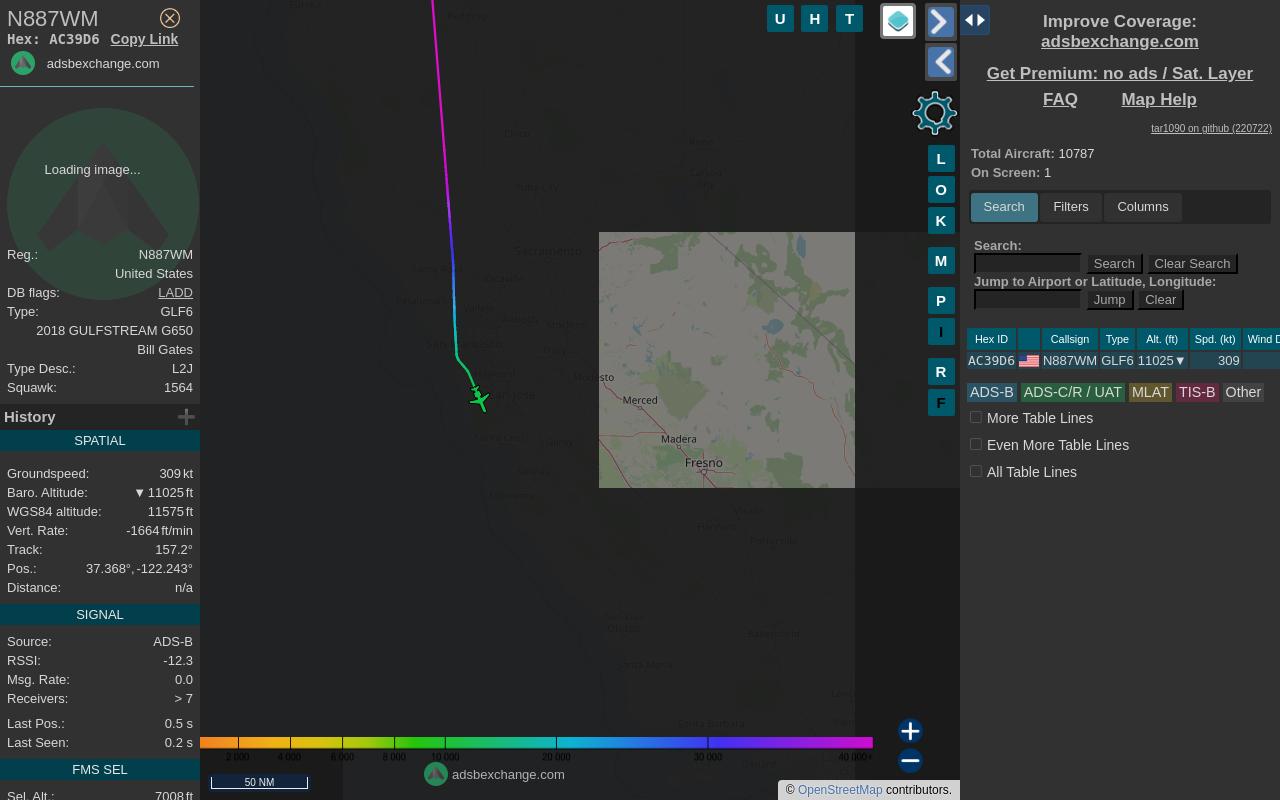 N887WM
Hex: AC39D6 Copy Link
adsbexchange.com
Loading image...
Reg.: N887WM
United States
DB flags: LADD
Type: GLF6
2018 GULFSTREAM G650
Bill Gates
Type Desc.: L2J
Squawk: 1564
History
SPATIAL
Groundspeed: 309 kt
Baro. Altitude: ▼ 11025 ft
WGS84 altitude: 11575 ft
Vert. Rate: -1664 ft/min
Track: 157.2°
Pos.: 37.368°, -122.243°
Distance: n/a
SIGNAL
Source: ADS-B
RSSI: -12.3
Msg. Rate: 0.0
Receivers: > 7
Last Pos.: 0.5 s
Last Seen: 0.2 s
FMS SEL
Sel. Alt.: 7008 ft
U H T
L
O
K
M
P
I
R
F
Sacramento
Modesto
Merced
Madera
Fresno
2 000 4 000 6 000 8 000 10 000 20 000 30 000 40 000+
50 NM
adsbexchange.com
© OpenStreetMap contributors.
Improve Coverage:
adsbexchange.com
Get Premium: no ads / Sat. Layer
FAQ Map Help
tar1090 on github (220722)
Total Aircraft: 10787
On Screen: 1
Search Filters Columns
Search:
Search Clear Search
Jump to Airport or Latitude, Longitude:
Jump Clear
Hex ID Callsign Type Alt. (ft) Spd. (kt) Wind D
AC39D6 N887WM GLF6 11025▼ 309
ADS-B ADS-C/R / UAT MLAT TIS-B Other
More Table Lines
Even More Table Lines
All Table Lines